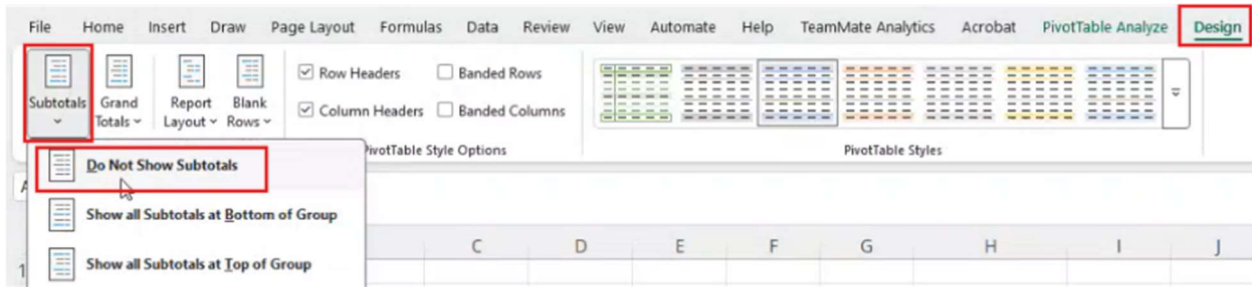 File Home Insert Draw Page Layout Formulas Data Review View Automate Help TeamMate Analytics Acrobat PivotTable Analyze Design
Subtotals
Grand Totals
Report Layout
Blank Rows
Row Headers
Banded Rows
Column Headers
Banded Columns
PivotTable Style Options
PivotTable Styles
Do Not Show Subtotals
Show all Subtotals at Bottom of Group
Show all Subtotals at Top of Group
C D E F G H I J
1